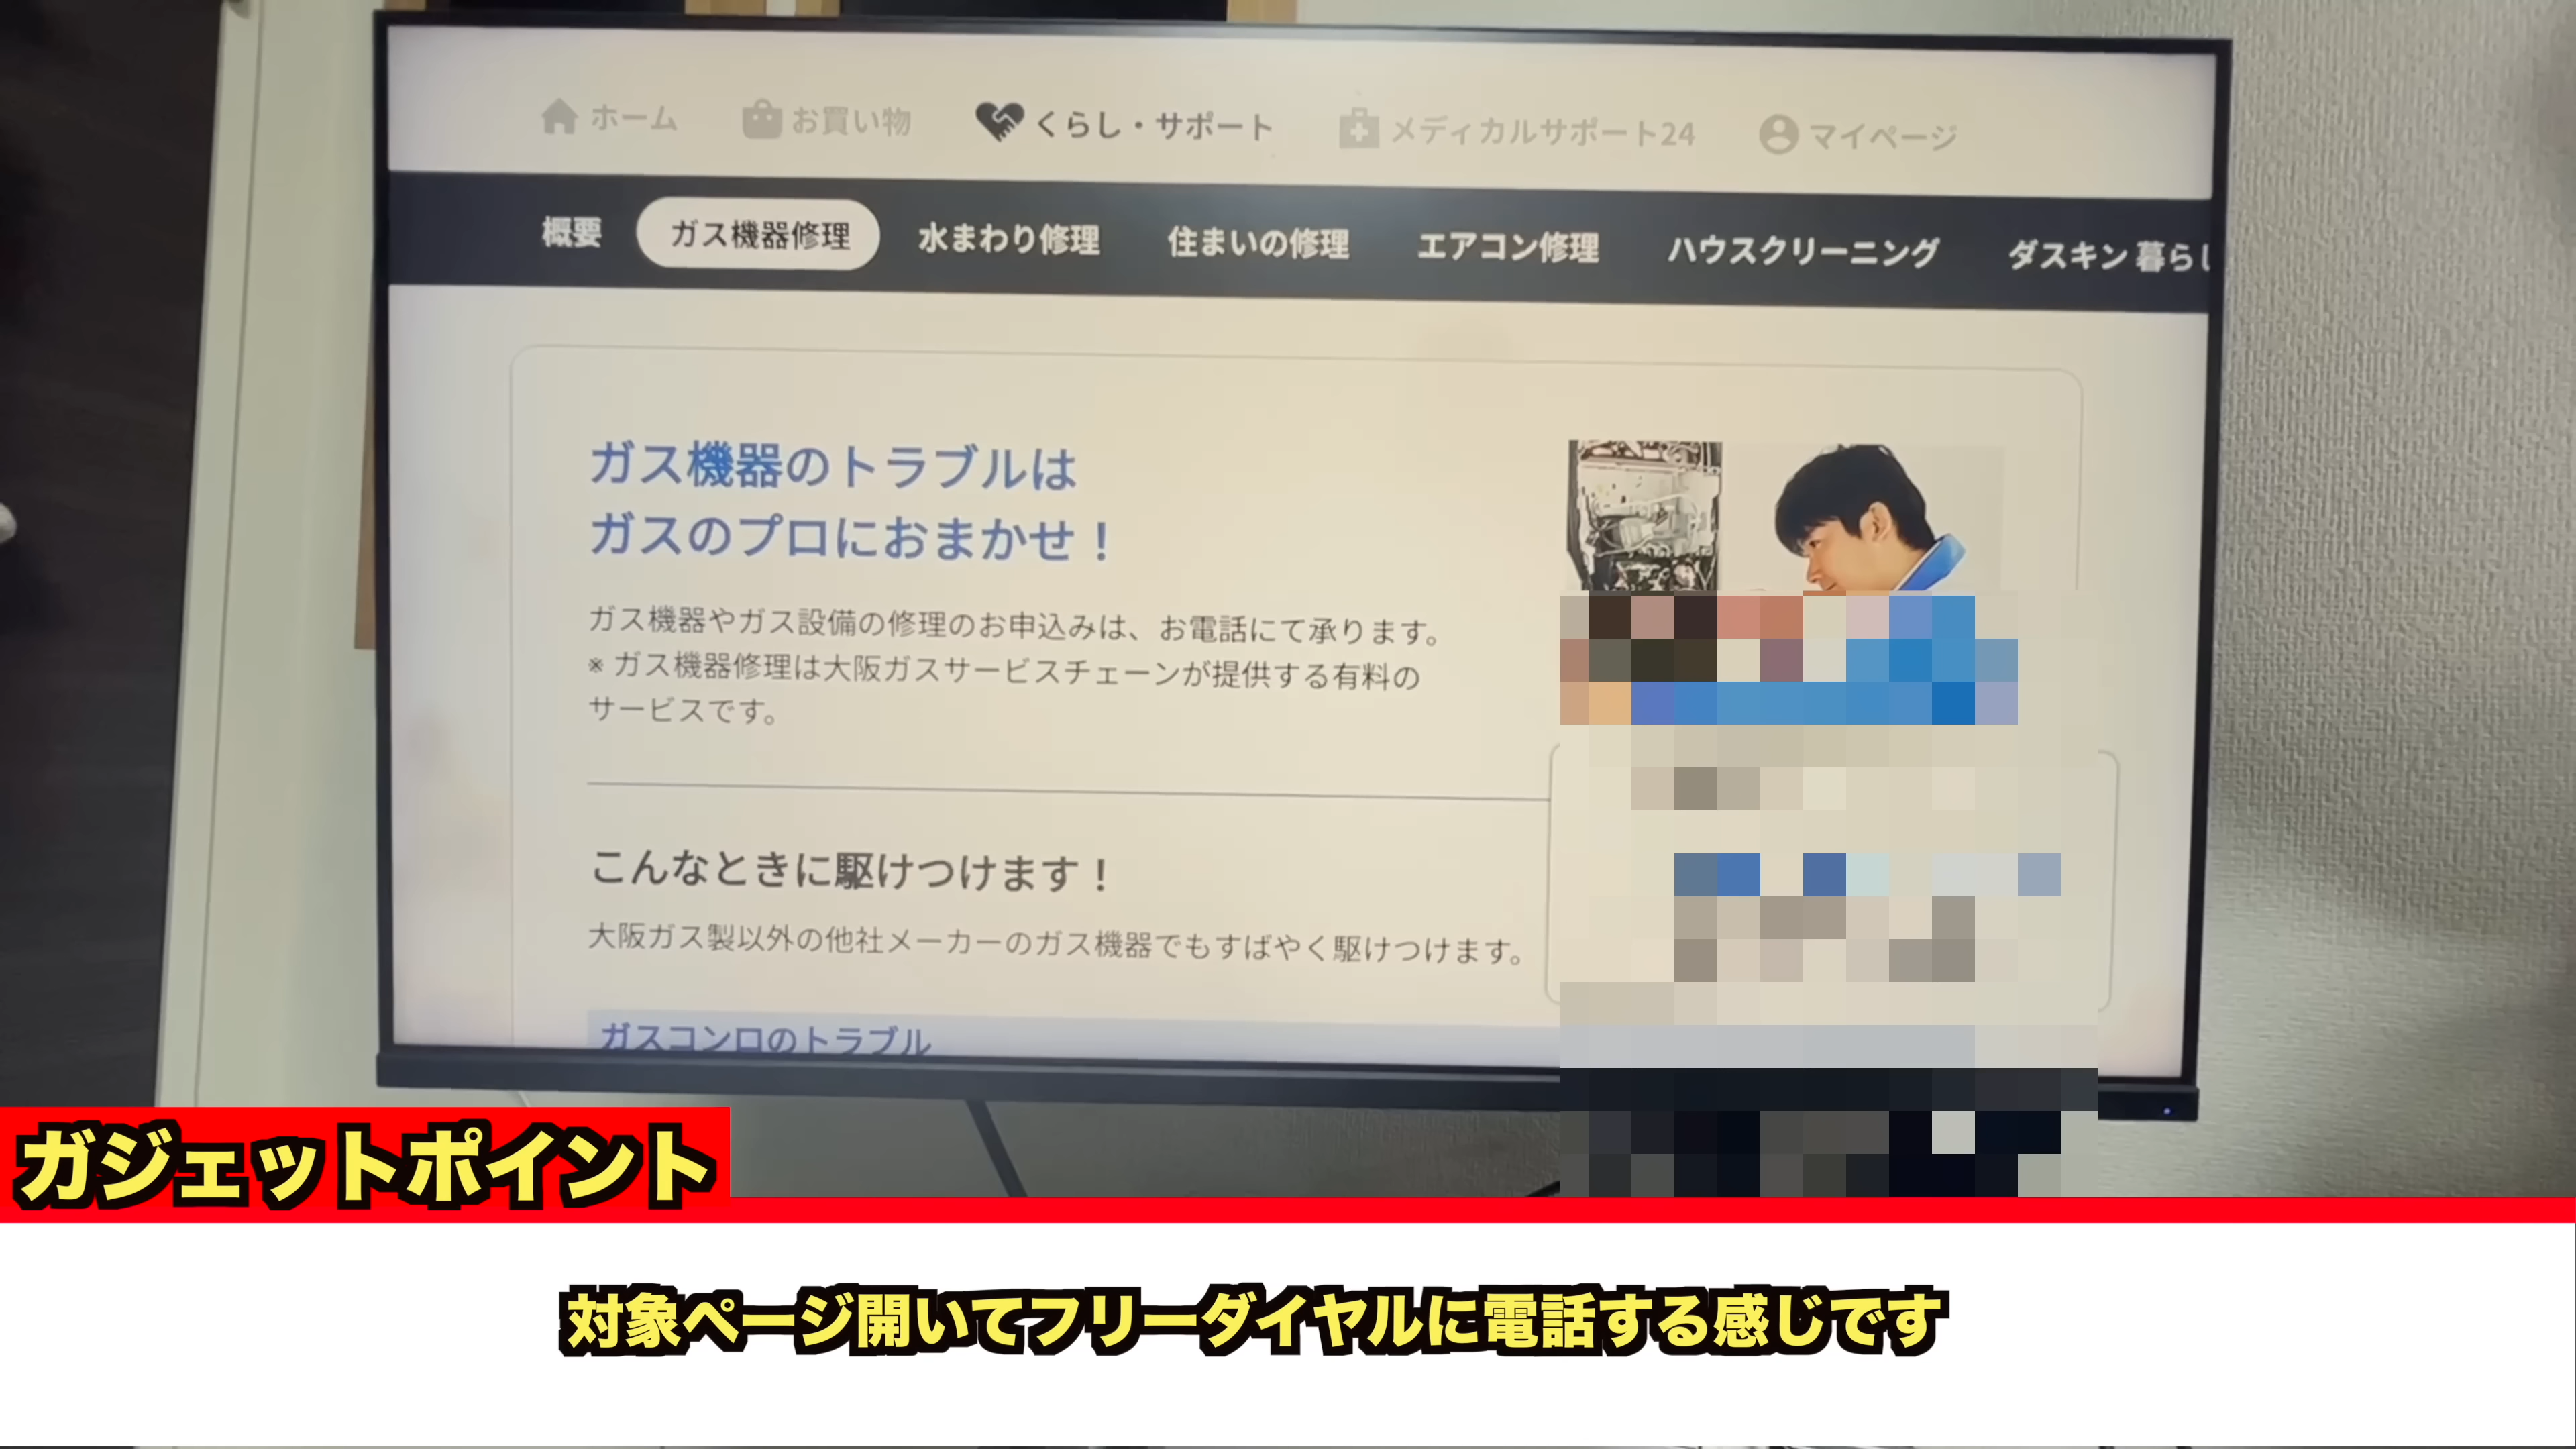 ホーム お買い物 くらし・サポート メディカルサポート24 マイページ
概要 ガス機器修理 水まわり修理 住まいの修理 エアコン修理 ハウスクリーニング ダスキン 暮らし
ガス機器のトラブルは
ガスのプロにおまかせ！
ガス機器やガス設備の修理のお申込みは、お電話にて承ります。
※ ガス機器修理は大阪ガスサービスチェーンが提供する有料の
サービスです。
こんなときに駆けつけます！
大阪ガス製以外の他社メーカーのガス機器でもすばやく駆けつけます。
ガスコンロのトラブル
ガジェットポイント
対象ページ開いてフリーダイヤルに電話する感じです